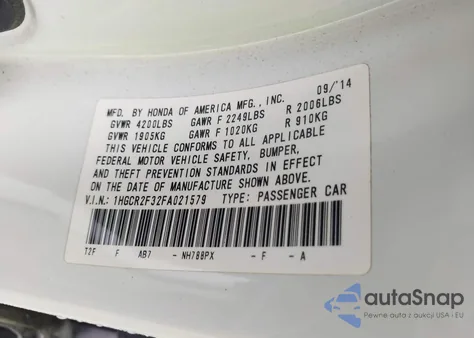 09/'14
MFD. BY HONDA OF AMERICA MFG., INC.
GVWR 4200LBS GAWR F 2249LBS R 2006LBS
GVWR 1905KG GAWR F 1020KG R 910KG
THIS VEHICLE CONFORMS TO ALL APPLICABLE
FEDERAL MOTOR VEHICLE SAFETY, BUMPER,
AND THEFT PREVENTION STANDARDS IN EFFECT
ON THE DATE OF MANUFACTURE SHOWN ABOVE.
V.I.N.: 1HGCR2F32FA021579 TYPE: PASSENGER CAR
T2F F AB7 - NH788PX - F - A
autoSnap
Pewne auta z USA i EU